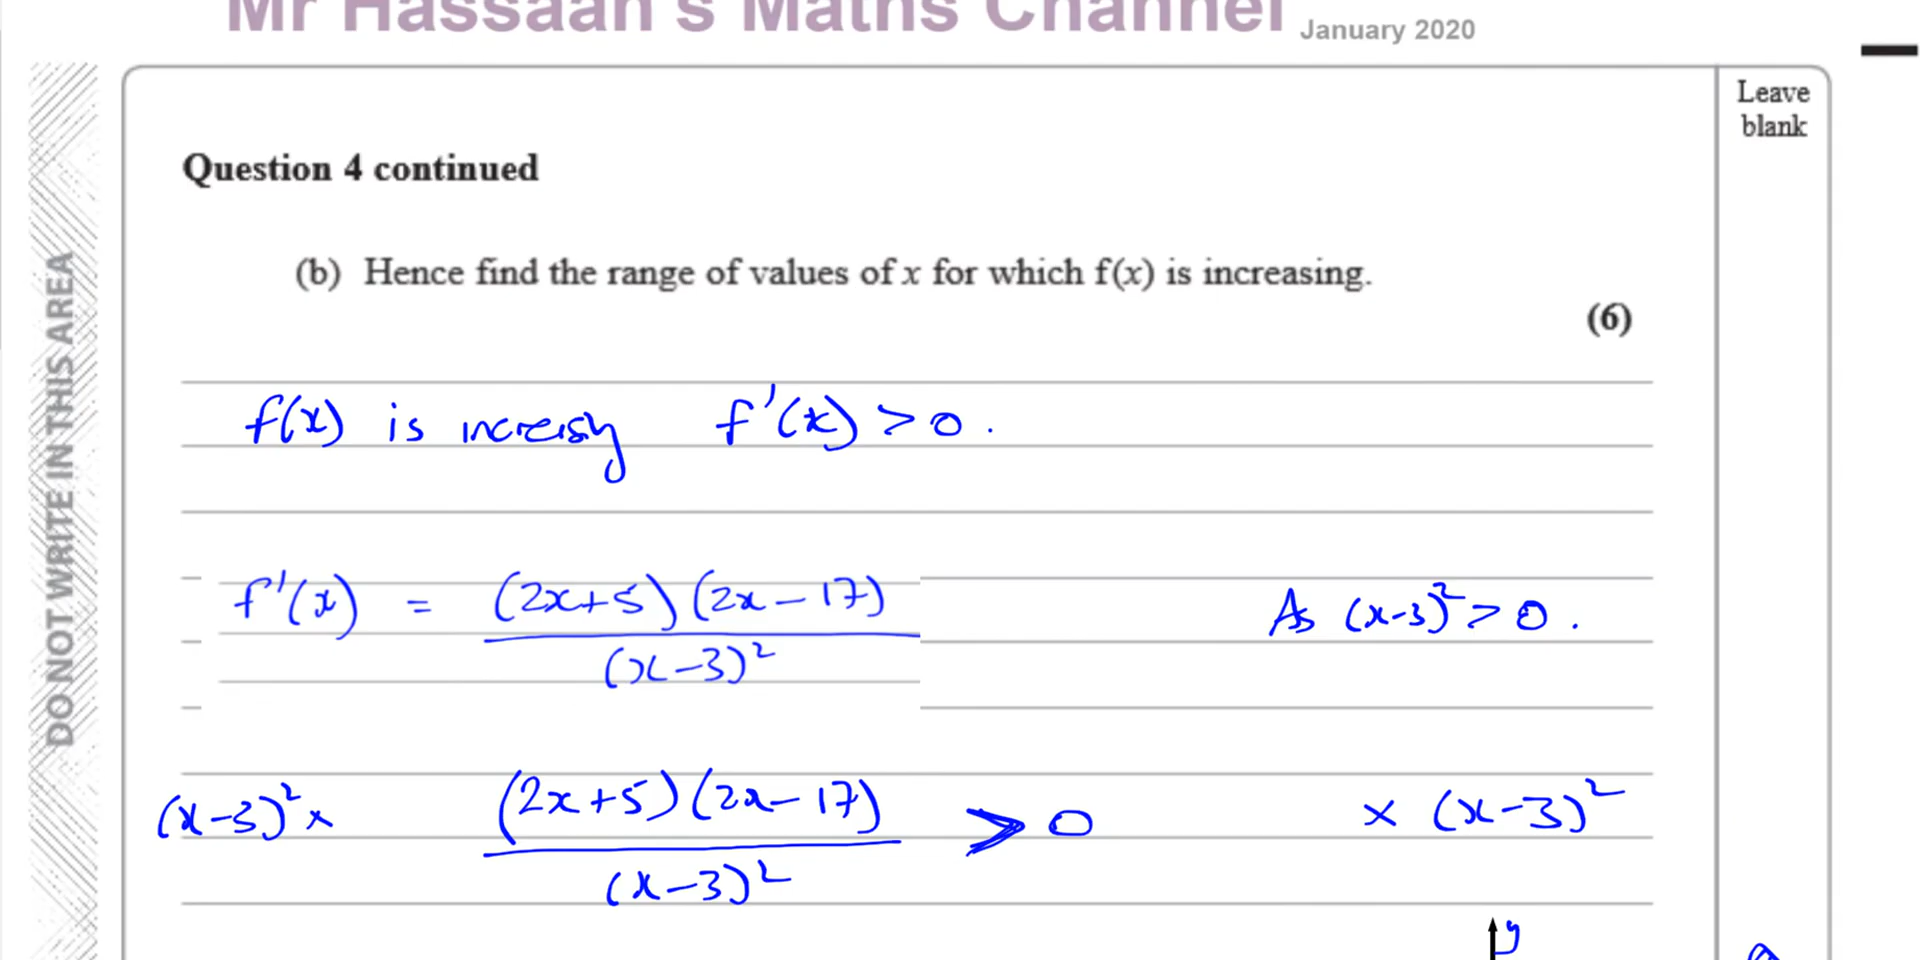 Mr Hassaan's Maths Channel January 2020
Leave
blank
DO NOT WRITE IN THIS AREA
Question 4 continued
(b) Hence find the range of values of x for which f(x) is increasing.
(6)
f(x) is increasing f'(x) > 0.
f'(x) = (2x+5)(2x-17) / (x-3)² As (x-3)² > 0.
(x-3)² × (2x+5)(2x-17) / (x-3)² > 0 × (x-3)²
y